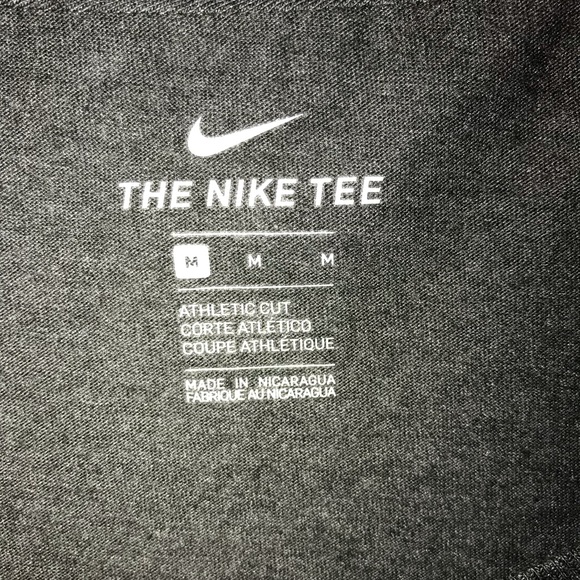 THE NIKE TEE
M M M
ATHLETIC CUT
CORTE ATLÉTICO
COUPE ATHLÉTIQUE
MADE IN NICARAGUA
FABRIQUE AU NICARAGUA